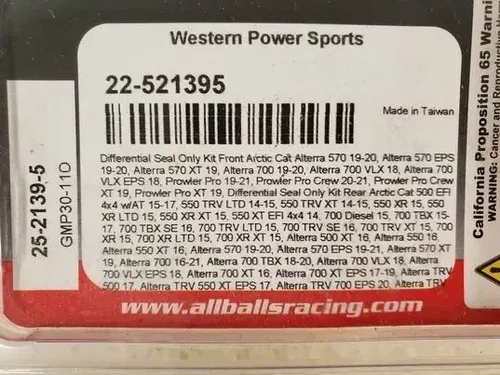 Western Power Sports
22-521395
Made in Taiwan
Differential Seal Only Kit Front Arctic Cat Alterra 570 19-20, Alterra 570 EPS
19-20, Alterra 570 XT 19, Alterra 700 19-20, Alterra 700 VLX 18, Alterra 700
VLX EPS 18, Prowler Pro 19-21, Prowler Pro Crew 20-21, Prowler Pro Crew
XT 19, Prowler Pro XT 19, Differential Seal Only Kit Rear Arctic Cat 500 EFI
4x4 w/AT 15-17, 550 TRV LTD 14-15, 550 TRV XT 14-15, 550 XR 15, 550
XR LTD 15, 550 XR XT 15, 550 XT EFI 4x4 14, 700 Diesel 15, 700 TBX 15-
17, 700 TBX SE 16, 700 TRV LTD 15, 700 TRV SE 16, 700 TRV XT 15, 700
XR 15, 700 XR LTD 15, 700 XR XT 15, Alterra 500 XT 16, Alterra 550 16,
Alterra 550 XT 16, Alterra 570 19-20, Alterra 570 EPS 19-21, Alterra 570 XT
19, Alterra 700 16-21, Alterra 700 TBX 18-20, Alterra 700 VLX 18, Alterra
700 VLX EPS 18, Alterra 700 XT 16, Alterra 700 XT EPS 17-19, Alterra TRV
500 17, Alterra TRV 550 XT EPS 17, Alterra TRV 700 EPS 20, Alterra TRV
www.allballsracing.com
25-2139-5
GMP30-11O
California Proposition 65 Warning
WARNING: Cancer and Reproductive